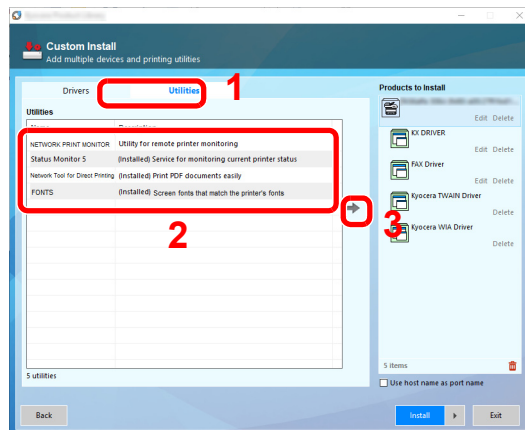 Custom Install
Add multiple devices and printing utilities
Drivers
Utilities
1
Products to Install
Utilities
Edit Delete
Name Description
KX DRIVER
NETWORK PRINT MONITOR Utility for remote printer monitoring
Edit Delete
Status Monitor 5 (Installed) Service for monitoring current printer status
FAX Driver
Network Tool for Direct Printing (Installed) Print PDF documents easily
Edit Delete
FONTS (Installed) Screen fonts that match the printer's fonts
Kyocera TWAIN Driver
Delete
2
3
Kyocera WIA Driver
Delete
5 items
5 utilities
Use host name as port name
Back
Install
Exit